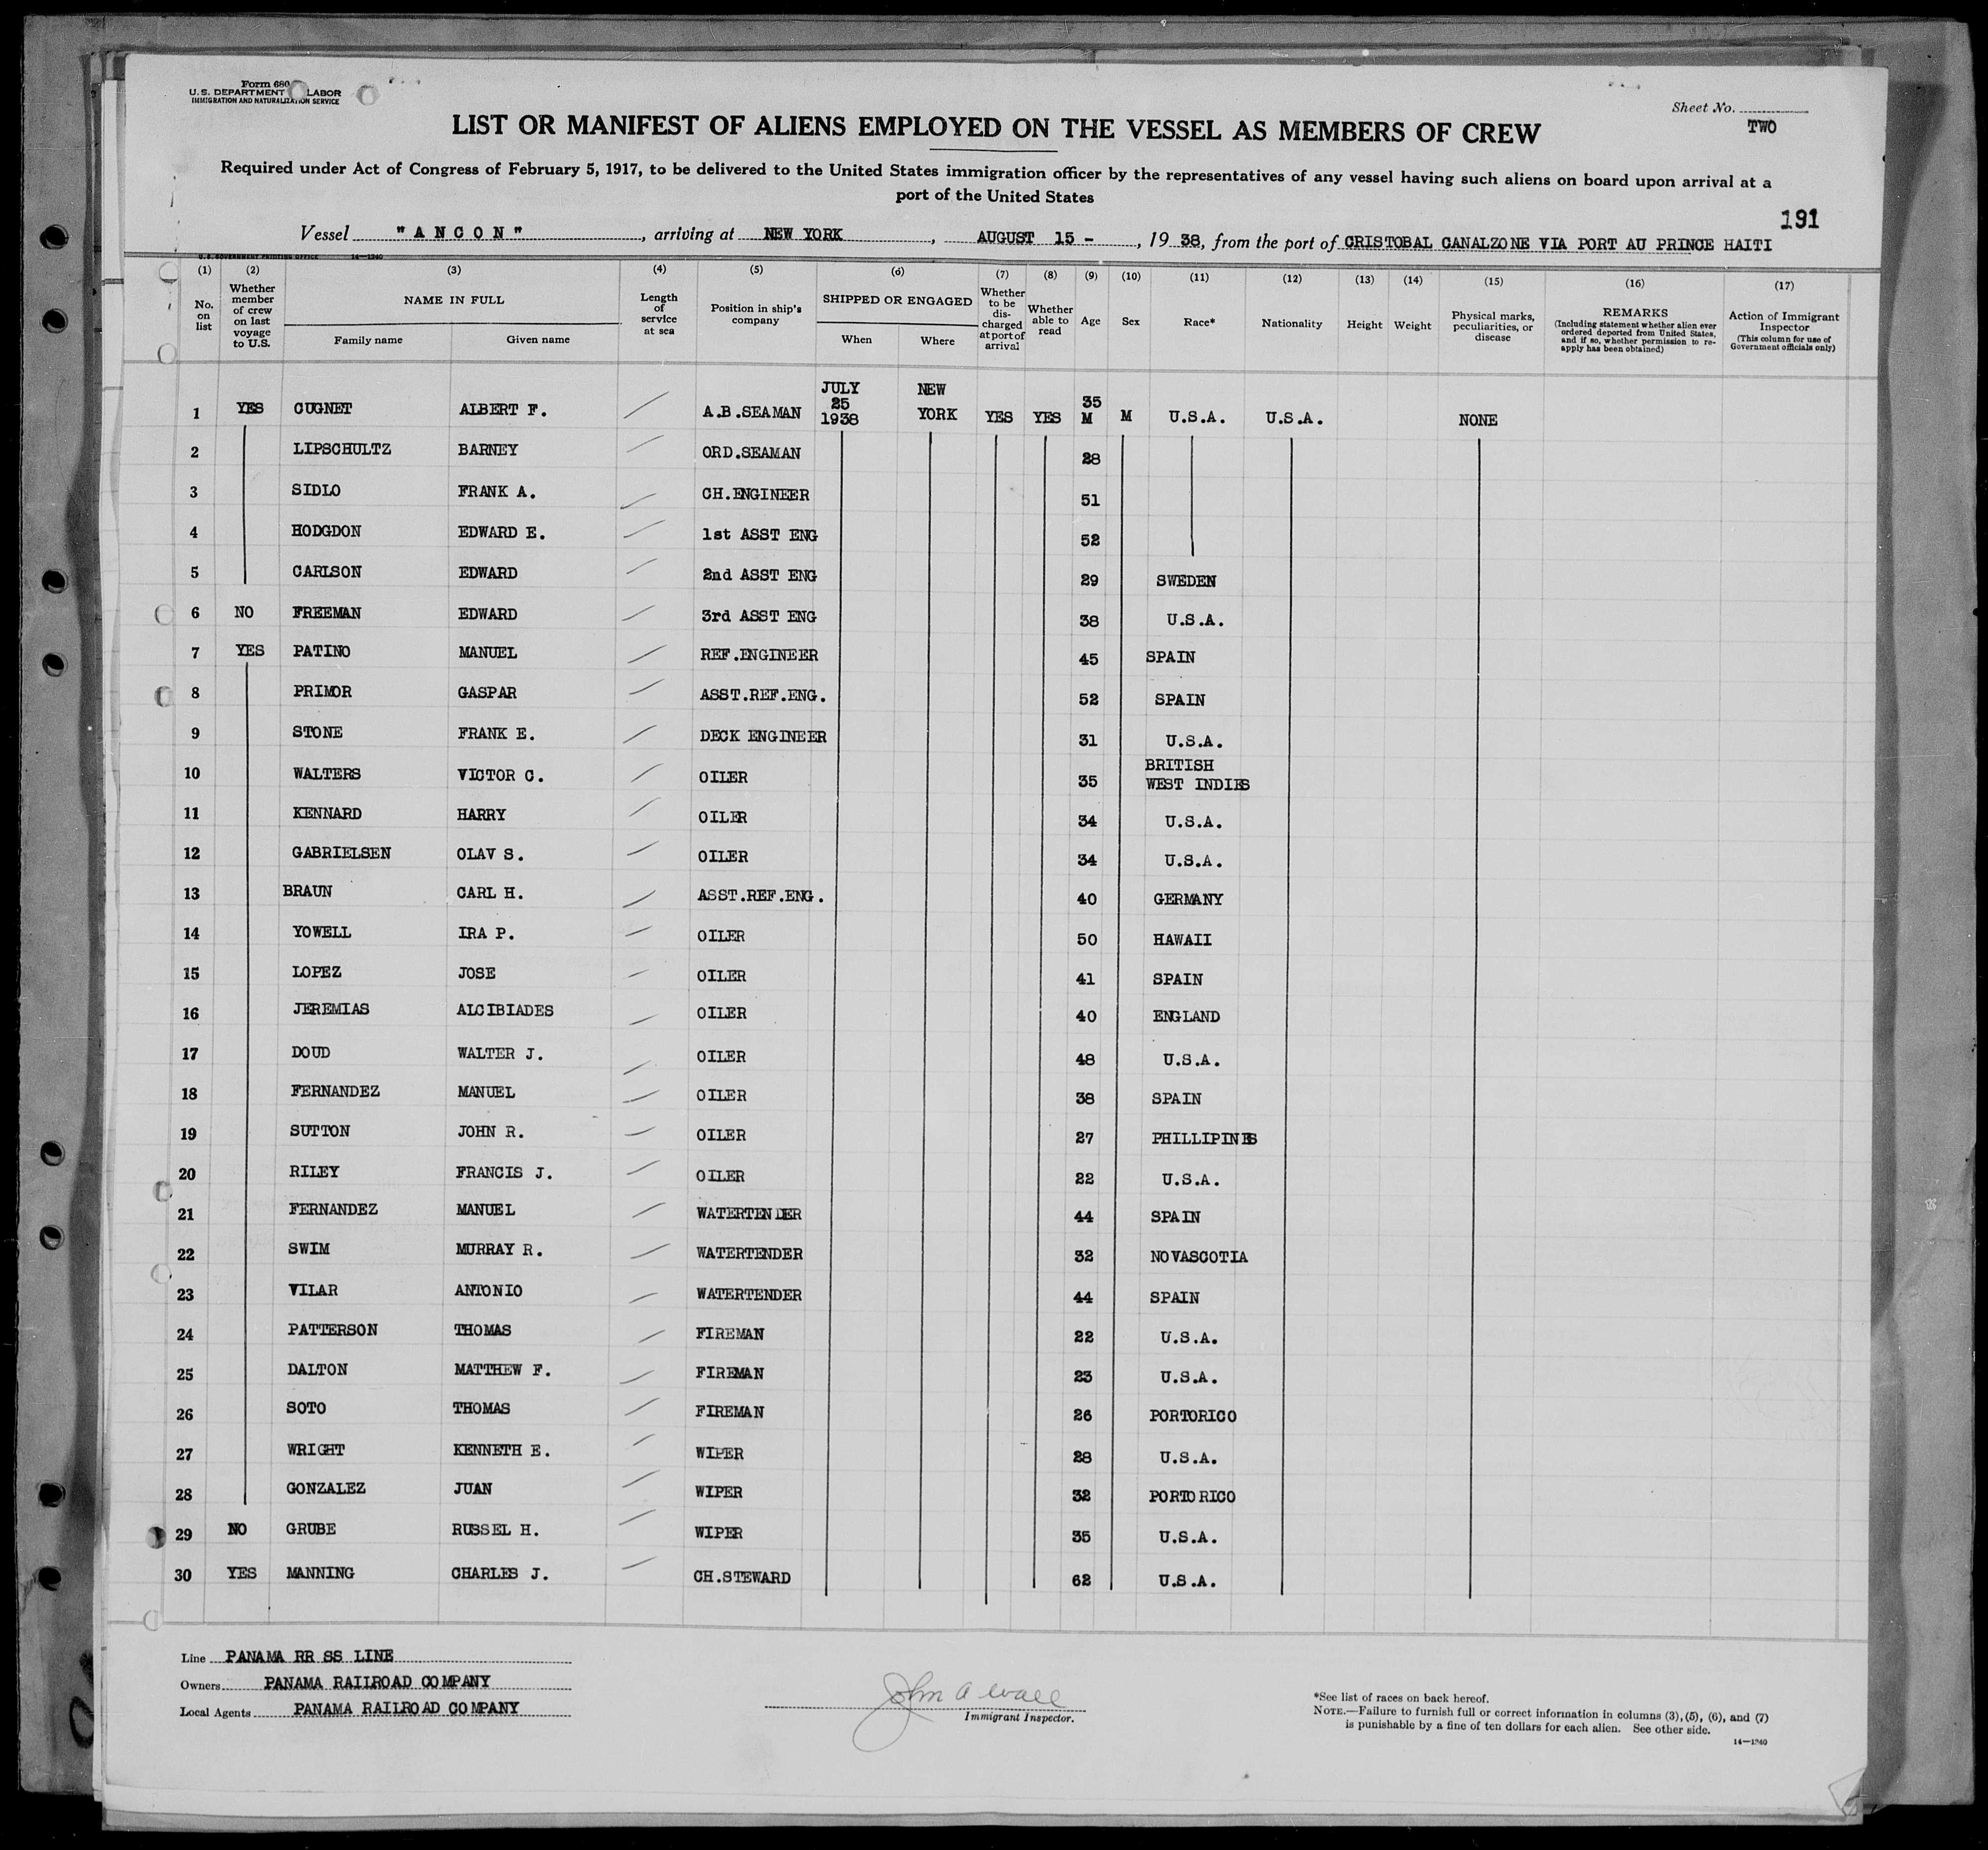 Form 680
U. S. DEPARTMENT LABOR
IMMIGRATION AND NATURALIZATION SERVICE
Sheet No.
TWO
LIST OR MANIFEST OF ALIENS EMPLOYED ON THE VESSEL AS MEMBERS OF CREW
Required under Act of Congress of February 5, 1917, to be delivered to the United States immigration officer by the representatives of any vessel having such aliens on board upon arrival at a
port of the United States
191
Vessel "ANCON", arriving at NEW YORK, AUGUST 15 -, 19 38, from the port of CRISTOBAL CANALZONE VIA PORT AU PRINCE HAITI
U.S. GOVERNMENT PRINTING OFFICE 14—1240
(1) (2) (3) (4) (5) (6) (7) (8) (9) (10) (11) (12) (13) (14) (15) (16) (17)
No. on list
Whether member of crew on last voyage to U.S.
NAME IN FULL
Family name Given name
Length of service at sea
Position in ship's company
SHIPPED OR ENGAGED
When Where
Whether to be discharged at port of arrival
Whether able to read
Age
Sex
Race*
Nationality
Height
Weight
Physical marks, peculiarities, or disease
REMARKS
(Including statement whether alien ever ordered deported from United States, and if so, whether permission to reapply has been obtained)
Action of Immigrant Inspector
(This column for use of Government officials only)
1 YES CUGNET ALBERT F. A.B.SEAMAN JULY 25 1938 NEW YORK YES YES 35 M M U.S.A. U.S.A. NONE
2 LIPSCHULTZ BARNEY ORD.SEAMAN 28
3 SIDLO FRANK A. CH.ENGINEER 51
4 HODGDON EDWARD E. 1st ASST ENG 52
5 CARLSON EDWARD 2nd ASST ENG 29 SWEDEN
6 NO FREEMAN EDWARD 3rd ASST ENG 38 U.S.A.
7 YES PATINO MANUEL REF.ENGINEER 45 SPAIN
8 PRIMOR GASPAR ASST.REF.ENG. 52 SPAIN
9 STONE FRANK E. DECK ENGINEER 31 U.S.A.
10 WALTERS VICTOR C. OILER 35 BRITISH WEST INDIES
11 KENNARD HARRY OILER 34 U.S.A.
12 GABRIELSEN OLAV S. OILER 34 U.S.A.
13 BRAUN CARL H. ASST.REF.ENG. 40 GERMANY
14 YOWELL IRA P. OILER 50 HAWAII
15 LOPEZ JOSE OILER 41 SPAIN
16 JEREMIAS ALCIBIADES OILER 40 ENGLAND
17 DOUD WALTER J. OILER 48 U.S.A.
18 FERNANDEZ MANUEL OILER 38 SPAIN
19 SUTTON JOHN R. OILER 27 PHILLIPINES
20 RILEY FRANCIS J. OILER 22 U.S.A.
21 FERNANDEZ MANUEL WATERTENDER 44 SPAIN
22 SWIM MURRAY R. WATERTENDER 32 NOVASCOTIA
23 VILAR ANTONIO WATERTENDER 44 SPAIN
24 PATTERSON THOMAS FIREMAN 22 U.S.A.
25 DALTON MATTHEW F. FIREMAN 23 U.S.A.
26 SOTO THOMAS FIREMAN 26 PORTORICO
27 WRIGHT KENNETH E. WIPER 28 U.S.A.
28 GONZALEZ JUAN WIPER 32 PORTORICO
29 NO GRUBE RUSSEL H. WIPER 35 U.S.A.
30 YES MANNING CHARLES J. CH.STEWARD 62 U.S.A.
Line PANAMA RR SS LINE
Owners PANAMA RAILROAD COMPANY
Local Agents PANAMA RAILROAD COMPANY
John A Wall
Immigrant Inspector.
*See list of races on back hereof.
NOTE.—Failure to furnish full or correct information in columns (3), (5), (6), and (7)
is punishable by a fine of ten dollars for each alien. See other side.
14—1240